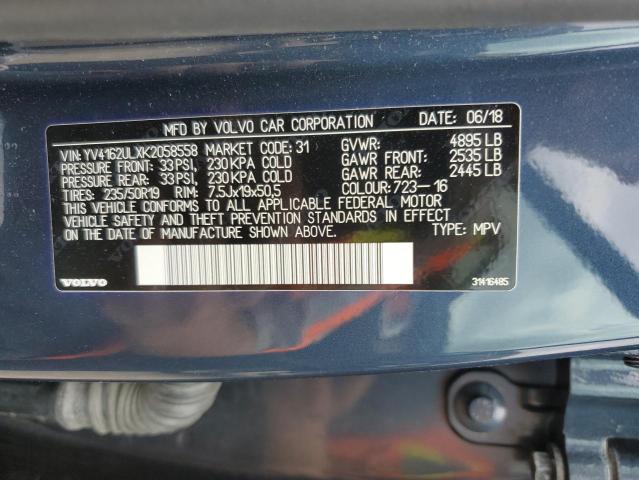 MFD BY VOLVO CAR CORPORATION DATE: 06/18
VIN: YV4162ULXK2058558 MARKET CODE: 31 GVWR: 4895 LB
PRESSURE FRONT: 33 PSI, 230 KPA COLD GAWR FRONT: 2535 LB
PRESSURE REAR: 33 PSI, 230 KPA COLD GAWR REAR: 2445 LB
TIRES: 235/50R19 RIM: 7.5Jx19x50,5 COLOUR: 723-16
THIS VEHICLE CONFORMS TO ALL APPLICABLE FEDERAL MOTOR
VEHICLE SAFETY AND THEFT PREVENTION STANDARDS IN EFFECT
ON THE DATE OF MANUFACTURE SHOWN ABOVE. TYPE: MPV
VOLVO 31416485